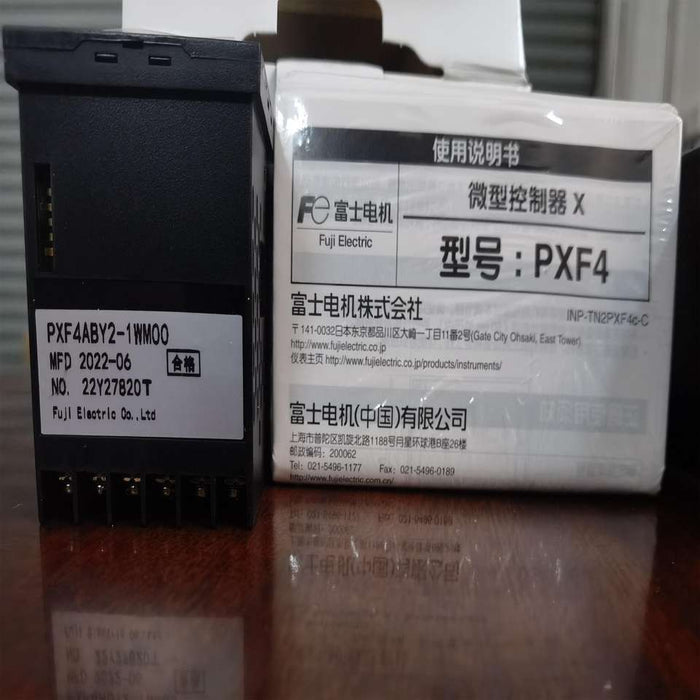 PXF4ABY2-1WM00
MFD 2022-06
合格
NO. 22Y27820T
Fuji Electric Co.,Ltd
使用说明书
Fe 富士电机
Fuji Electric
微型控制器 X
型号：PXF4
富士电机株式会社
INP-TN2PXF4c-C
〒141-0032日本东京都品川区大崎一丁目11番2号(Gate City Ohsaki, East Tower)
http://www.fujielectric.co.jp
仪表主页 http://www.fujielectric.co.jp/products/instruments/
富士电机(中国)有限公司
上海市普陀区凯旋北路1188号月星环球港B座26楼
邮政编码：200062
Tel: 021-5496-1177 Fax: 021-5496-0189
http://www.fujielectric.com.cn/